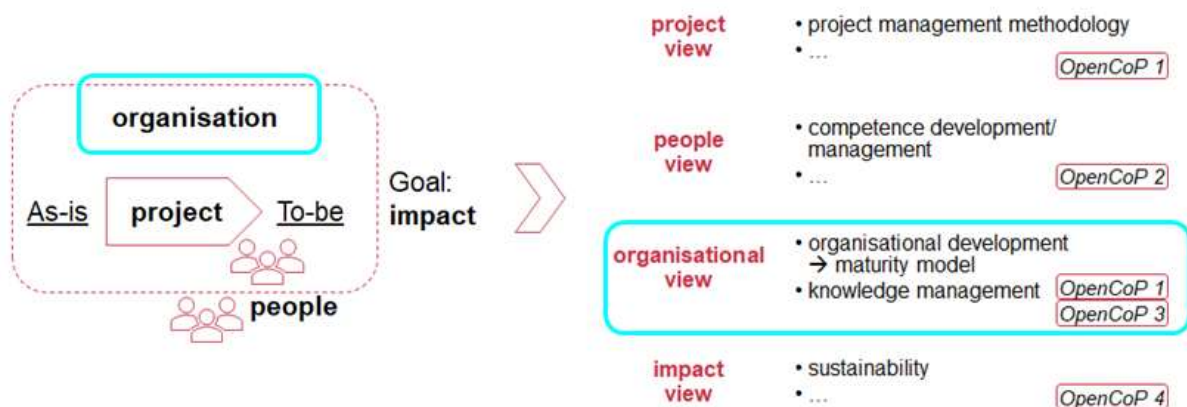 organisation
As-is
project
To-be
people
Goal:
impact
project
view
• project management methodology
• ...
OpenCoP 1
people
view
• competence development/
management
• ...
OpenCoP 2
organisational
view
• organisational development
→ maturity model
• knowledge management
OpenCoP 1
OpenCoP 3
impact
view
• sustainability
• ...
OpenCoP 4